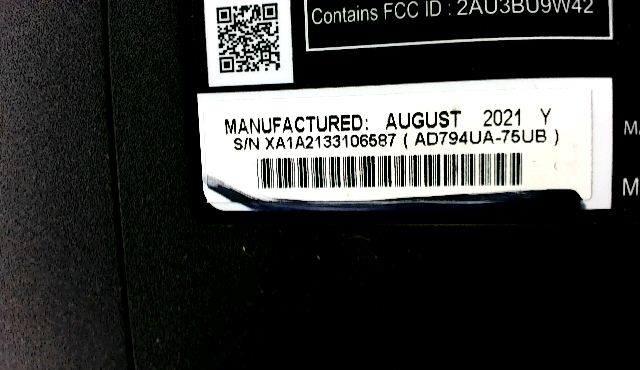 Contains FCC ID : 2AU3BU9W42
MANUFACTURED: AUGUST 2021 Y
S/N XA1A2133106587 ( AD794UA-75UB )
M